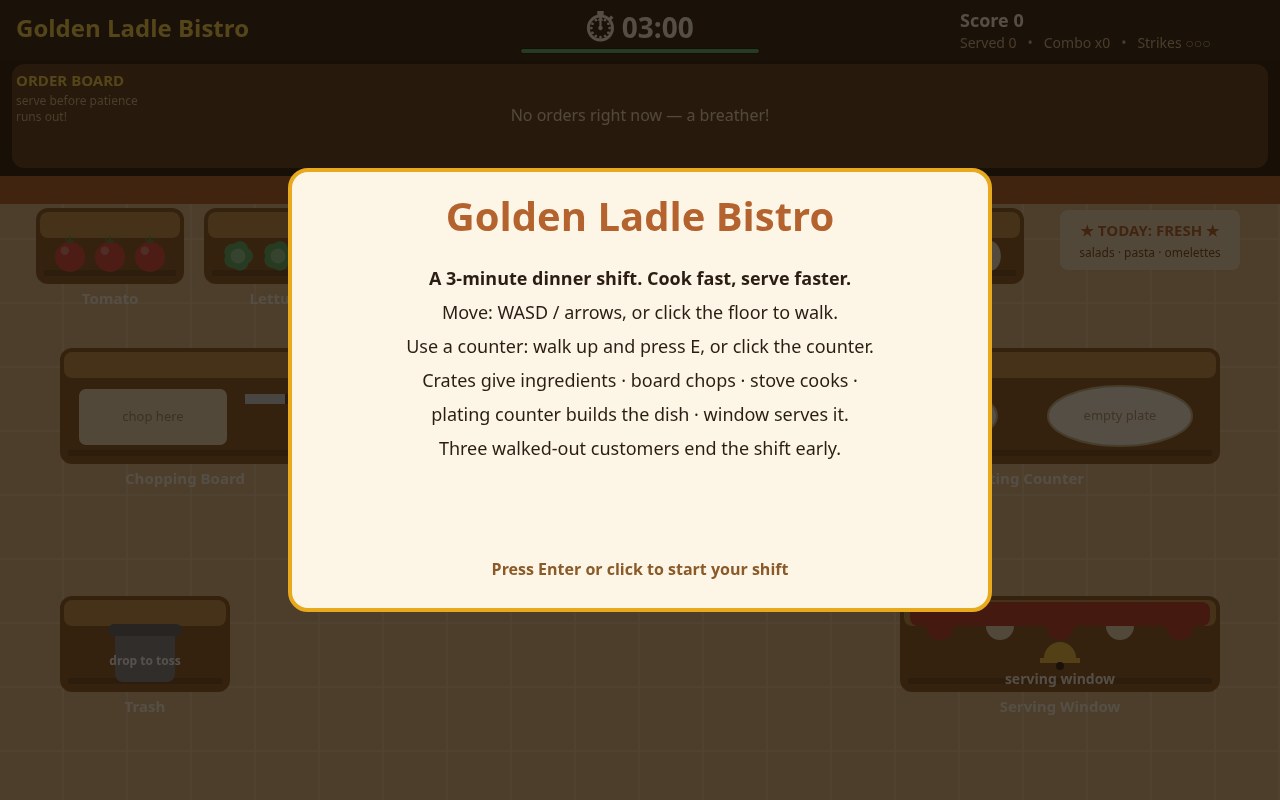 Golden Ladle Bistro
03:00
Score 0
Served 0 • Combo x0 • Strikes ○○○
ORDER BOARD
serve before patience
runs out!
No orders right now — a breather!
★ TODAY: FRESH ★
salads · pasta · omelettes
Tomato
Lettu
Golden Ladle Bistro
A 3-minute dinner shift. Cook fast, serve faster.
Move: WASD / arrows, or click the floor to walk.
Use a counter: walk up and press E, or click the counter.
Crates give ingredients · board chops · stove cooks ·
plating counter builds the dish · window serves it.
Three walked-out customers end the shift early.
Press Enter or click to start your shift
chop here
empty plate
Chopping Board
ting Counter
drop to toss
Trash
serving window
Serving Window